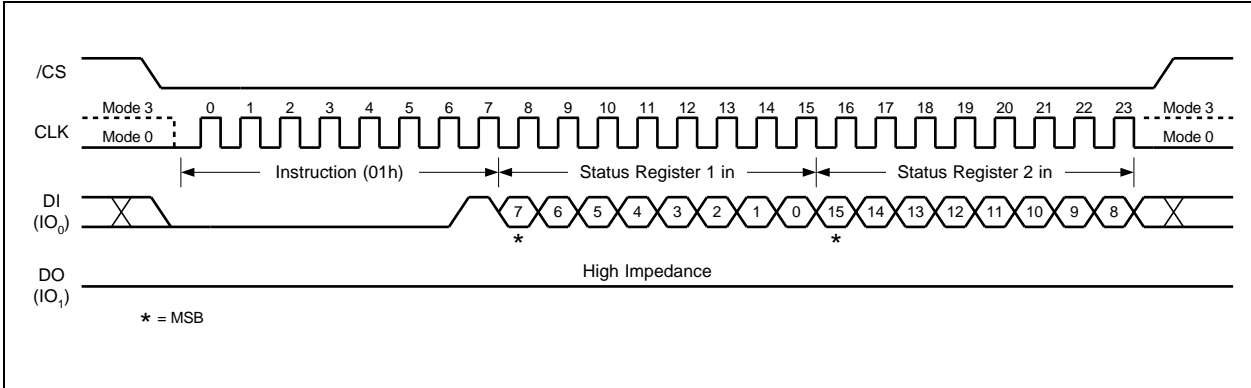 /CS
Mode 3 0 1 2 3 4 5 6 7 8 9 10 11 12 13 14 15 16 17 18 19 20 21 22 23 Mode 3
CLK Mode 0 Mode 0
Instruction (01h) Status Register 1 in Status Register 2 in
DI
(IO₀) 7 6 5 4 3 2 1 0 15 14 13 12 11 10 9 8
* *
DO High Impedance
(IO₁)
* = MSB